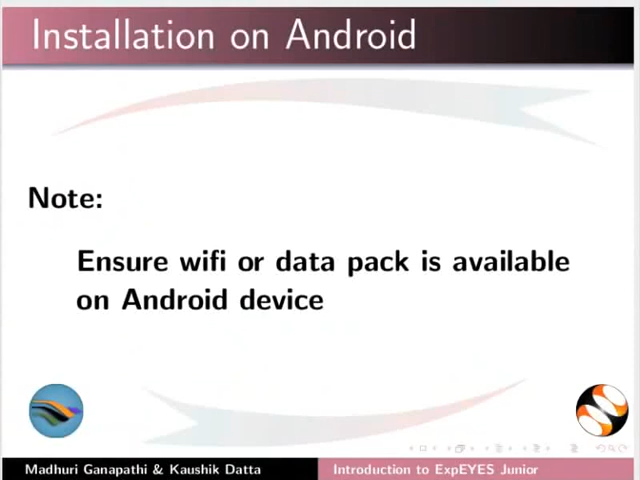 Installation on Android
Note:
Ensure wifi or data pack is available
on Android device
Madhuri Ganapathi & Kaushik Datta
Introduction to ExpEYES Junior